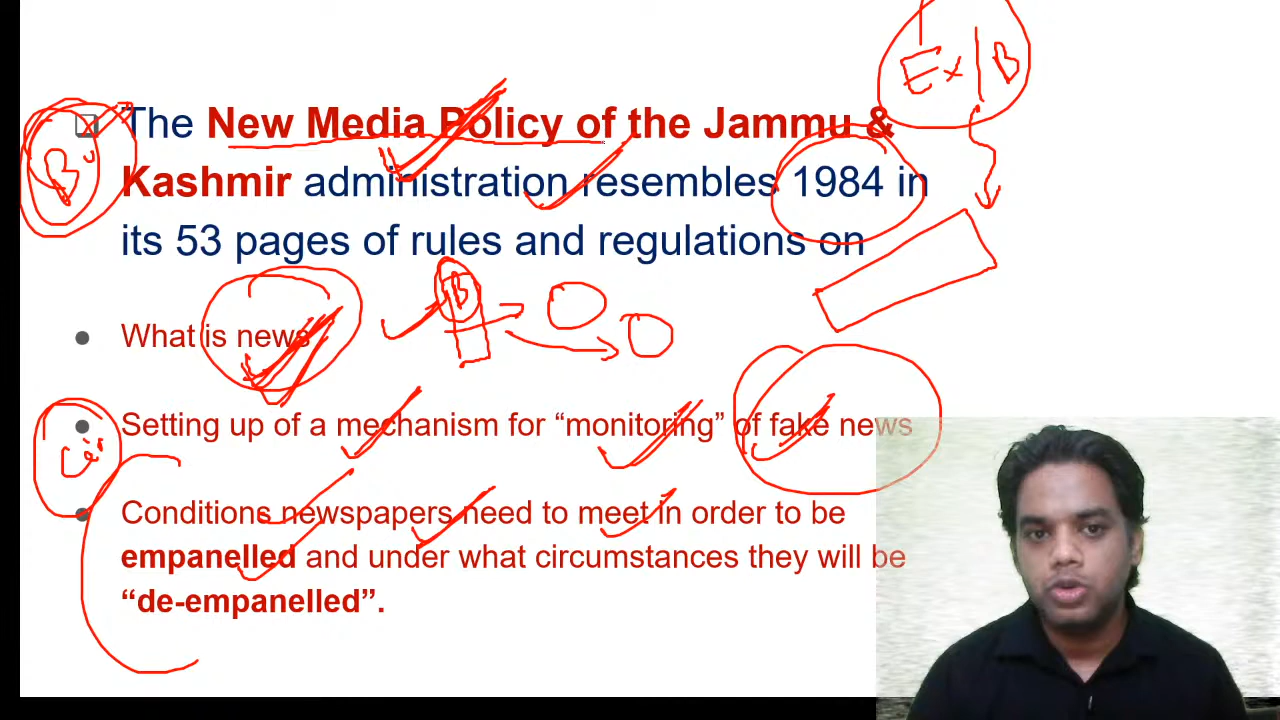 Ex B
The New Media Policy of the Jammu &
Kashmir administration resembles 1984 in
its 53 pages of rules and regulations on
B
What is news
B
Setting up of a mechanism for “monitoring” of fake news
Conditions newspapers need to meet in order to be
empanelled and under what circumstances they will be
“de-empanelled”.